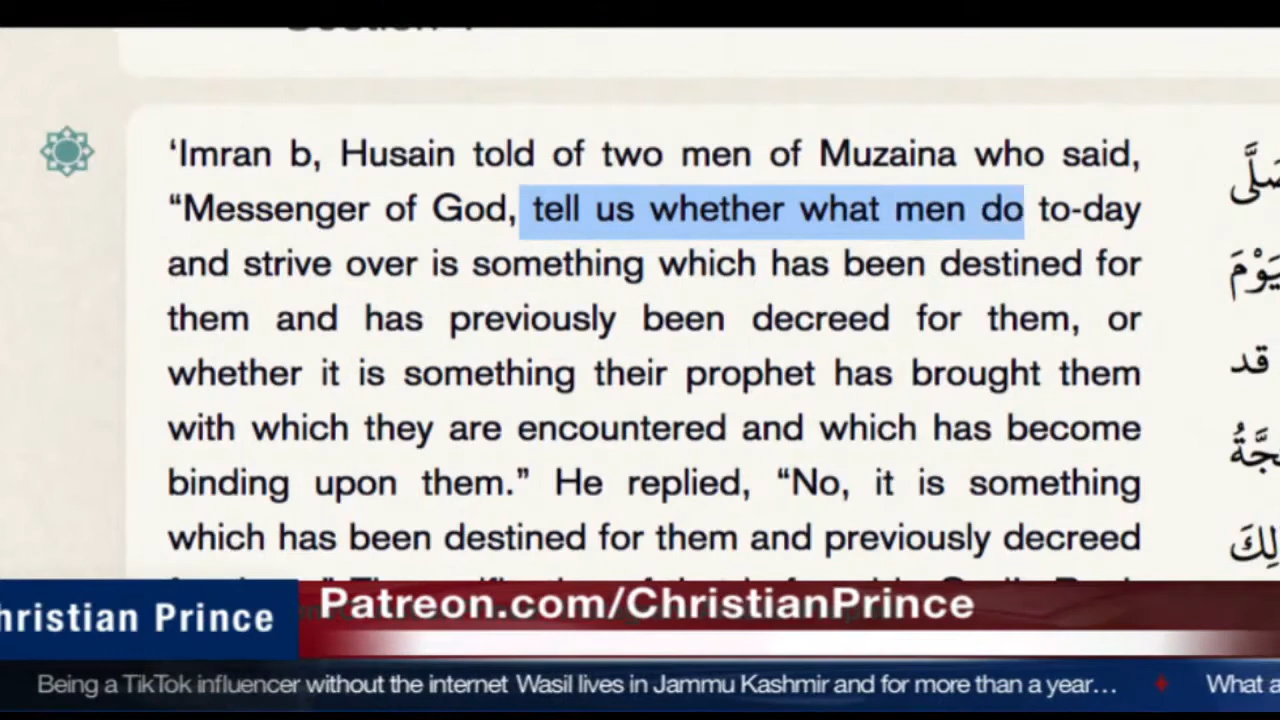 ‘Imran b, Husain told of two men of Muzaina who said,
“Messenger of God, tell us whether what men do to-day
and strive over is something which has been destined for
them and has previously been decreed for them, or
whether it is something their prophet has brought them
with which they are encountered and which has become
binding upon them.” He replied, “No, it is something
which has been destined for them and previously decreed
قد
hristian Prince
Patreon.com/ChristianPrince
Being a TikTok influencer without the internet Wasil lives in Jammu Kashmir and for more than a year…
What a